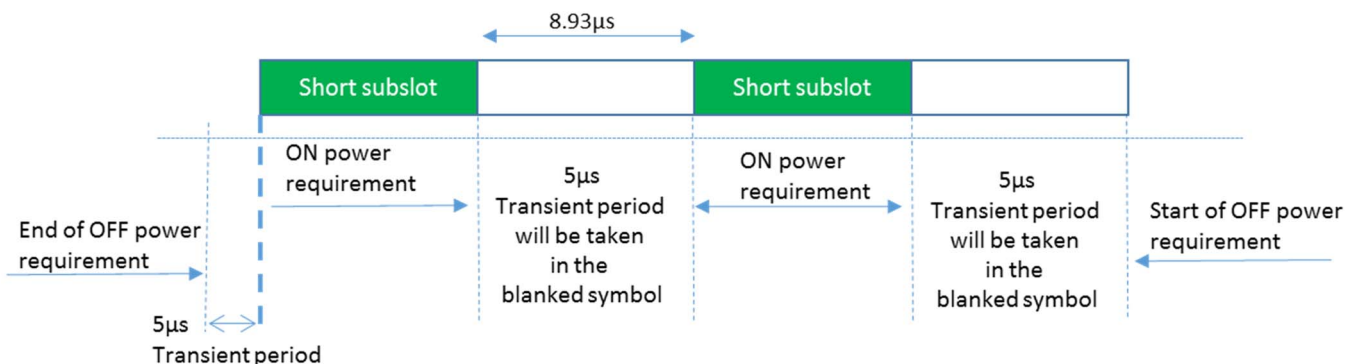 8.93µs
Short subslot
Short subslot
ON power
requirement
5µs
Transient period
will be taken
in the
blanked symbol
ON power
requirement
5µs
Transient period
will be taken
in the
blanked symbol
End of OFF power
requirement
Start of OFF power
requirement
5µs
Transient period